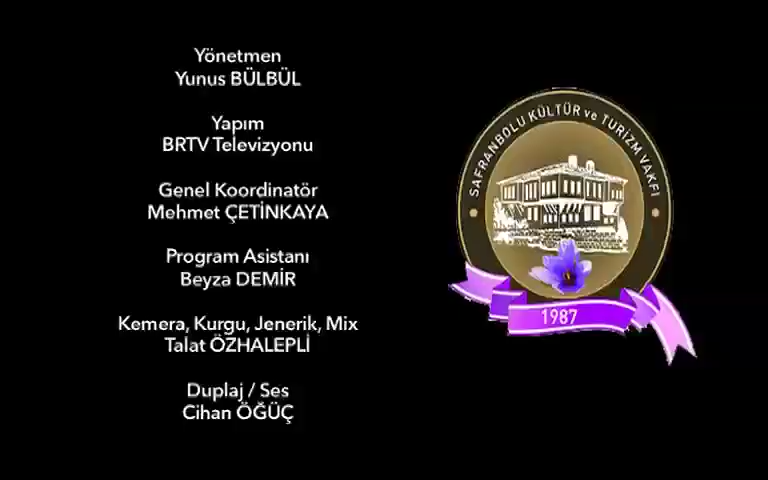 Yönetmen
Yunus BÜLBÜL
Yapım
BRTV Televizyonu
Genel Koordinatör
Mehmet ÇETİNKAYA
Program Asistanı
Beyza DEMİR
Kemera, Kurgu, Jenerik, Mix
Talat ÖZHALEPLİ
Duplaj / Ses
Cihan ÖĞÜÇ
SAFRANBOLU KÜLTÜR ve TURİZM VAKFI
1987